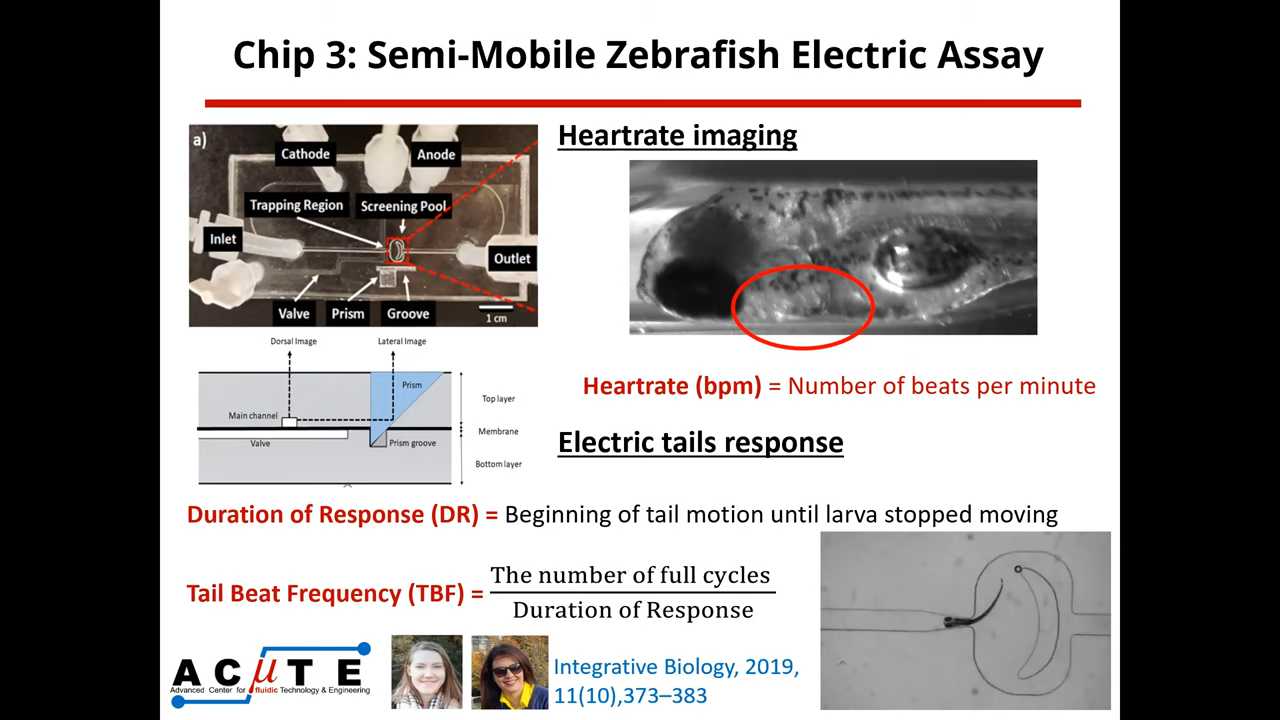 Chip 3: Semi-Mobile Zebrafish Electric Assay
a)
Cathode
Anode
Trapping Region
Screening Pool
Inlet
Outlet
Valve
Prism
Groove
1 cm
Heartrate imaging
Dorsal Image
Lateral Image
Prism
Top layer
Main channel
Membrane
Valve
Prism groove
Bottom layer
Heartrate (bpm) = Number of beats per minute
Electric tails response
Duration of Response (DR) = Beginning of tail motion until larva stopped moving
Tail Beat Frequency (TBF) = The number of full cycles
Duration of Response
ACμTE
Advanced Center for μfluidic Technology & Engineering
Integrative Biology, 2019,
11(10),373–383